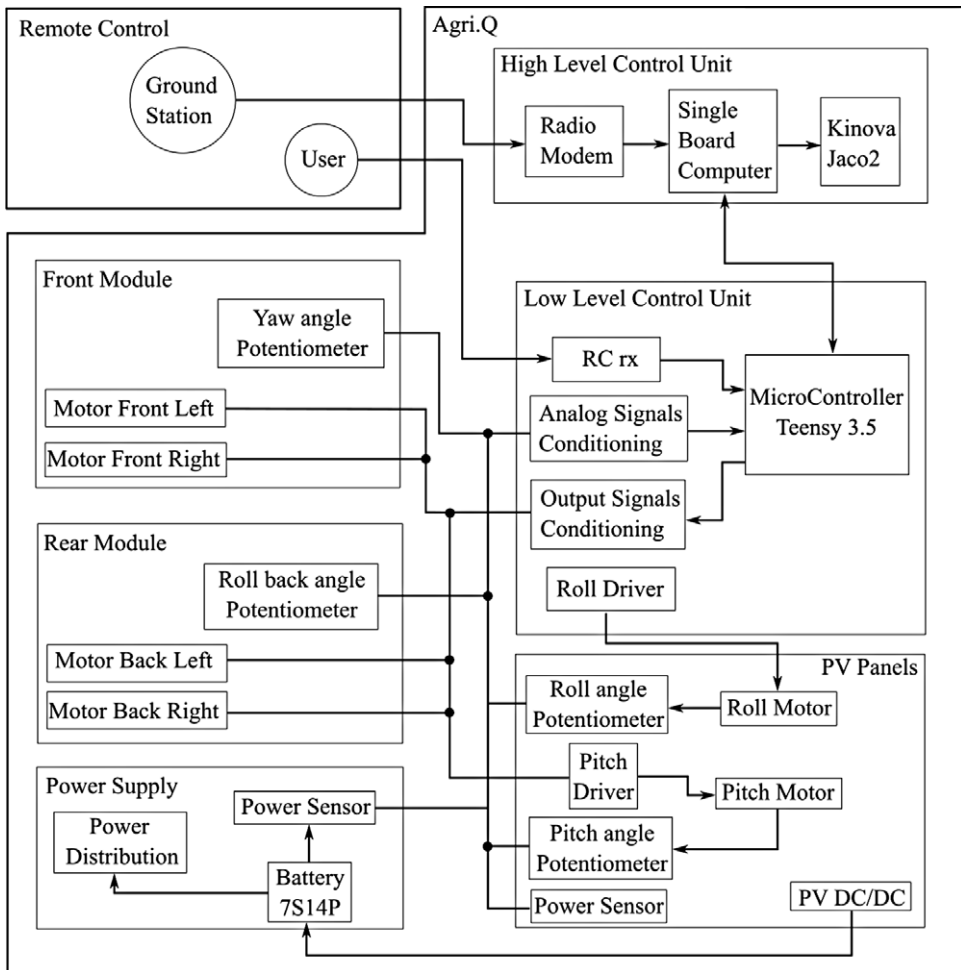 Remote Control
Ground
Station
User
Agri.Q
High Level Control Unit
Radio
Modem
Single
Board
Computer
Kinova
Jaco2
Front Module
Yaw angle
Potentiometer
Motor Front Left
Motor Front Right
Low Level Control Unit
RC rx
Analog Signals
Conditioning
Output Signals
Conditioning
MicroController
Teensy 3.5
Roll Driver
Rear Module
Roll back angle
Potentiometer
Motor Back Left
Motor Back Right
PV Panels
Roll angle
Potentiometer
Roll Motor
Pitch
Driver
Pitch Motor
Pitch angle
Potentiometer
Power Sensor
PV DC/DC
Power Supply
Power Sensor
Power
Distribution
Battery
7S14P